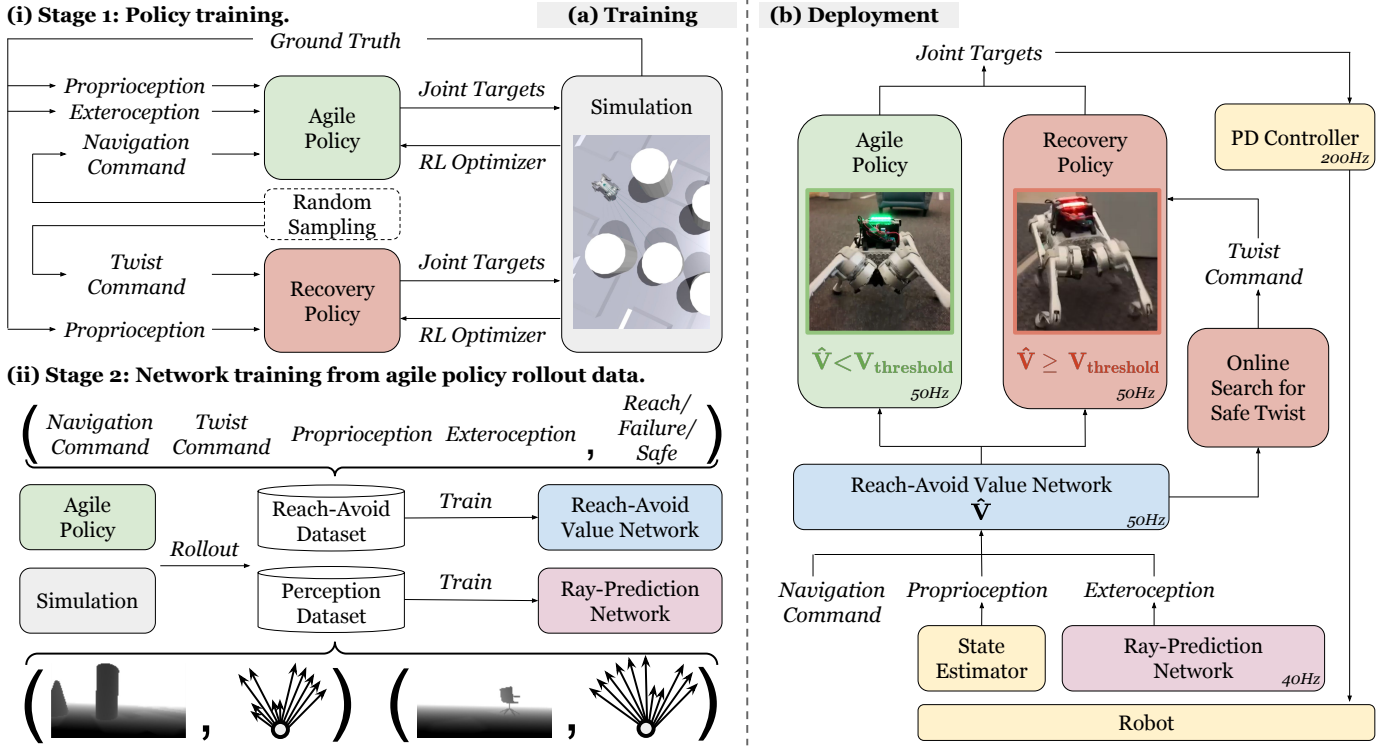 (i) Stage 1: Policy training.
(a) Training
Ground Truth
Proprioception
Exteroception
Navigation
Command
Agile
Policy
Joint Targets
RL Optimizer
Simulation
Random
Sampling
Twist
Command
Proprioception
Recovery
Policy
Joint Targets
RL Optimizer
(ii) Stage 2: Network training from agile policy rollout data.
(
Navigation
Command
Twist
Command
Proprioception
Exteroception
,
Reach/
Failure/
Safe
)
Agile
Policy
Simulation
Rollout
Reach-Avoid
Dataset
Train
Reach-Avoid
Value Network
Perception
Dataset
Train
Ray-Prediction
Network
( , )
( , )
(b) Deployment
Joint Targets
Agile
Policy
V̂ < V_threshold
50Hz
Recovery
Policy
V̂ ≥ V_threshold
50Hz
PD Controller
200Hz
Twist
Command
Online
Search for
Safe Twist
Reach-Avoid Value Network
V̂
50Hz
Navigation
Command
Proprioception
Exteroception
State
Estimator
Ray-Prediction
Network
40Hz
Robot